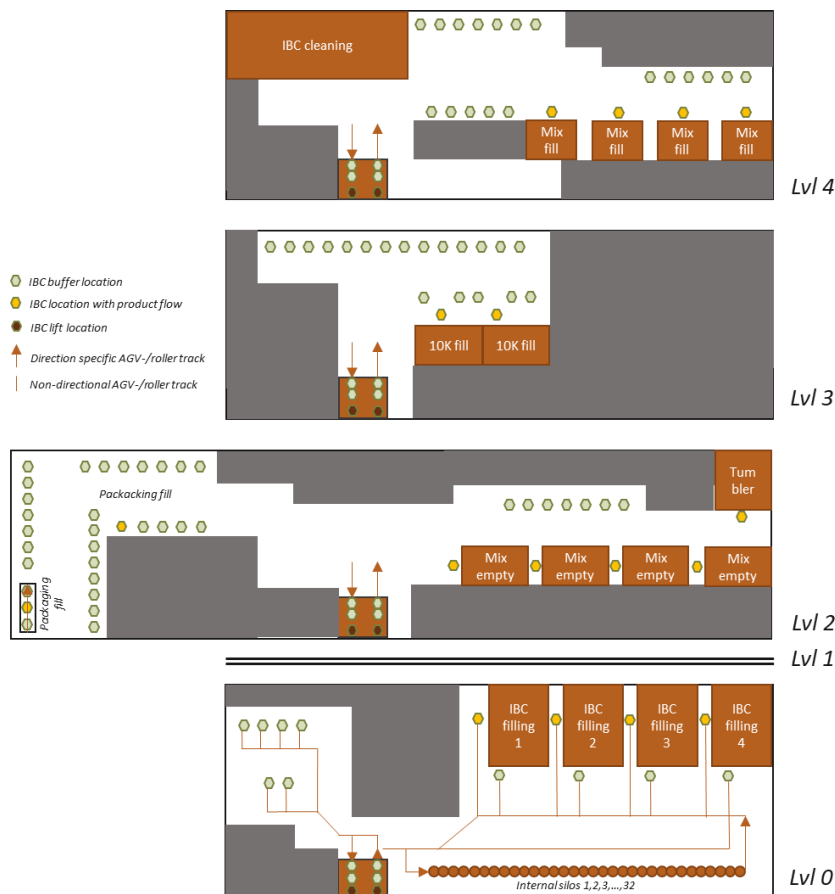 IBC cleaning
Mix
fill
Mix
fill
Mix
fill
Mix
fill
Lvl 4
IBC buffer location
IBC location with product flow
IBC lift location
Direction specific AGV-/roller track
Non-directional AGV-/roller track
10K fill
10K fill
Lvl 3
Packacking fill
Tum
bler
Mix
empty
Mix
empty
Mix
empty
Mix
empty
Packaging
fill
Lvl 2
Lvl 1
IBC
filling
1
IBC
filling
2
IBC
filling
3
IBC
filling
4
Internal silos 1,2,3,...,32
Lvl 0